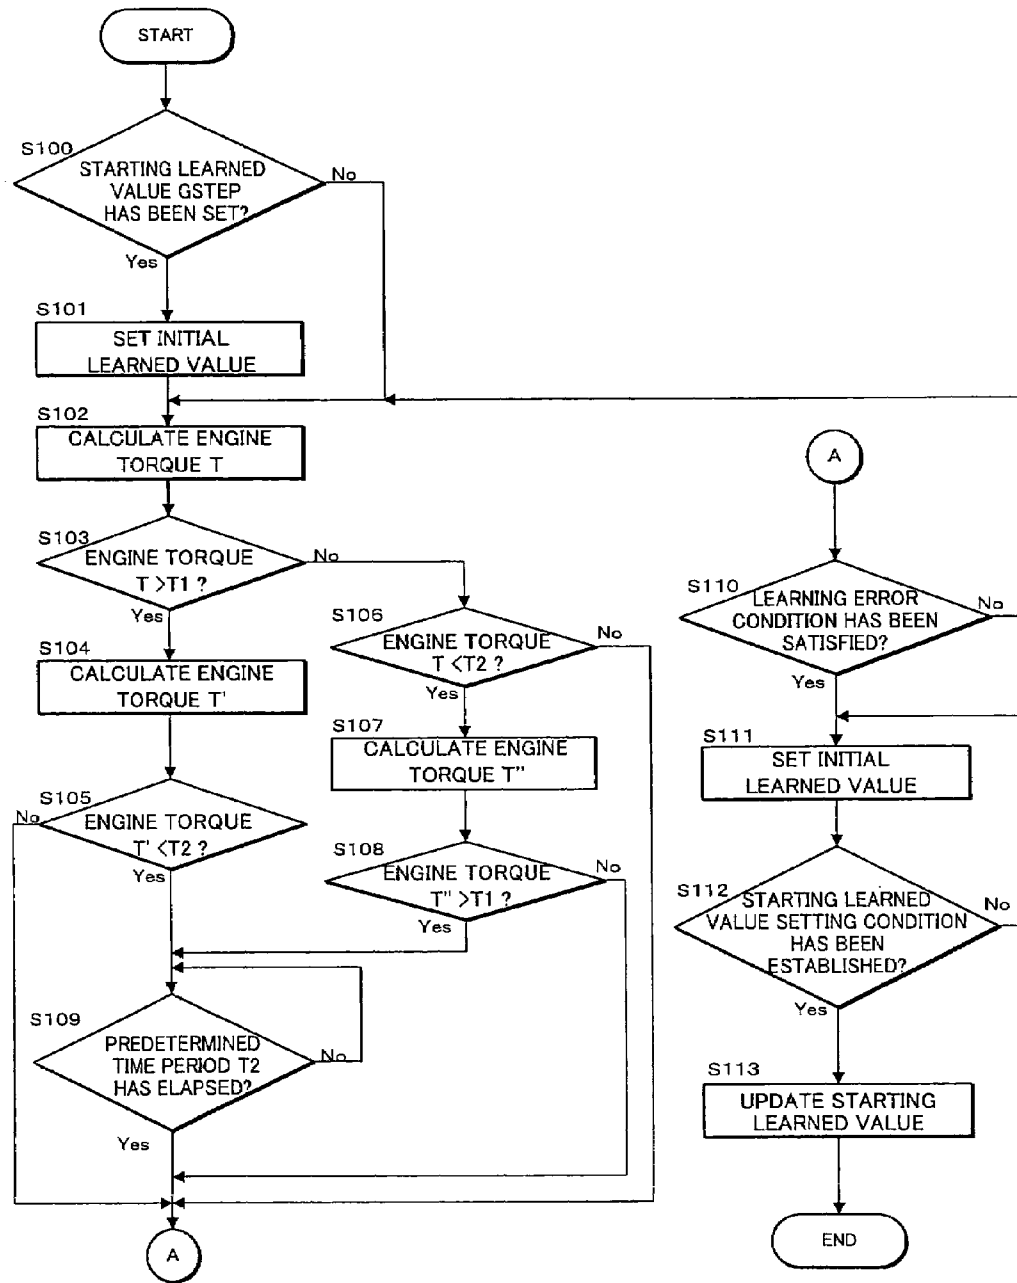 START
S100
STARTING LEARNED
VALUE GSTEP
HAS BEEN SET?
No
Yes
S101
SET INITIAL
LEARNED VALUE
S102
CALCULATE ENGINE
TORQUE T
S103
ENGINE TORQUE
T >T1 ?
No
Yes
S104
CALCULATE ENGINE
TORQUE T'
S105
No
ENGINE TORQUE
T' <T2 ?
Yes
S106
ENGINE TORQUE
T <T2 ?
No
Yes
S107
CALCULATE ENGINE
TORQUE T"
S108
ENGINE TORQUE
T" >T1 ?
No
Yes
S109
PREDETERMINED
TIME PERIOD T2
HAS ELAPSED?
No
Yes
A
A
S110
LEARNING ERROR
CONDITION HAS BEEN
SATISFIED?
No
Yes
S111
SET INITIAL
LEARNED VALUE
S112
STARTING LEARNED
VALUE SETTING CONDITION
HAS BEEN
ESTABLISHED?
No
Yes
S113
UPDATE STARTING
LEARNED VALUE
END